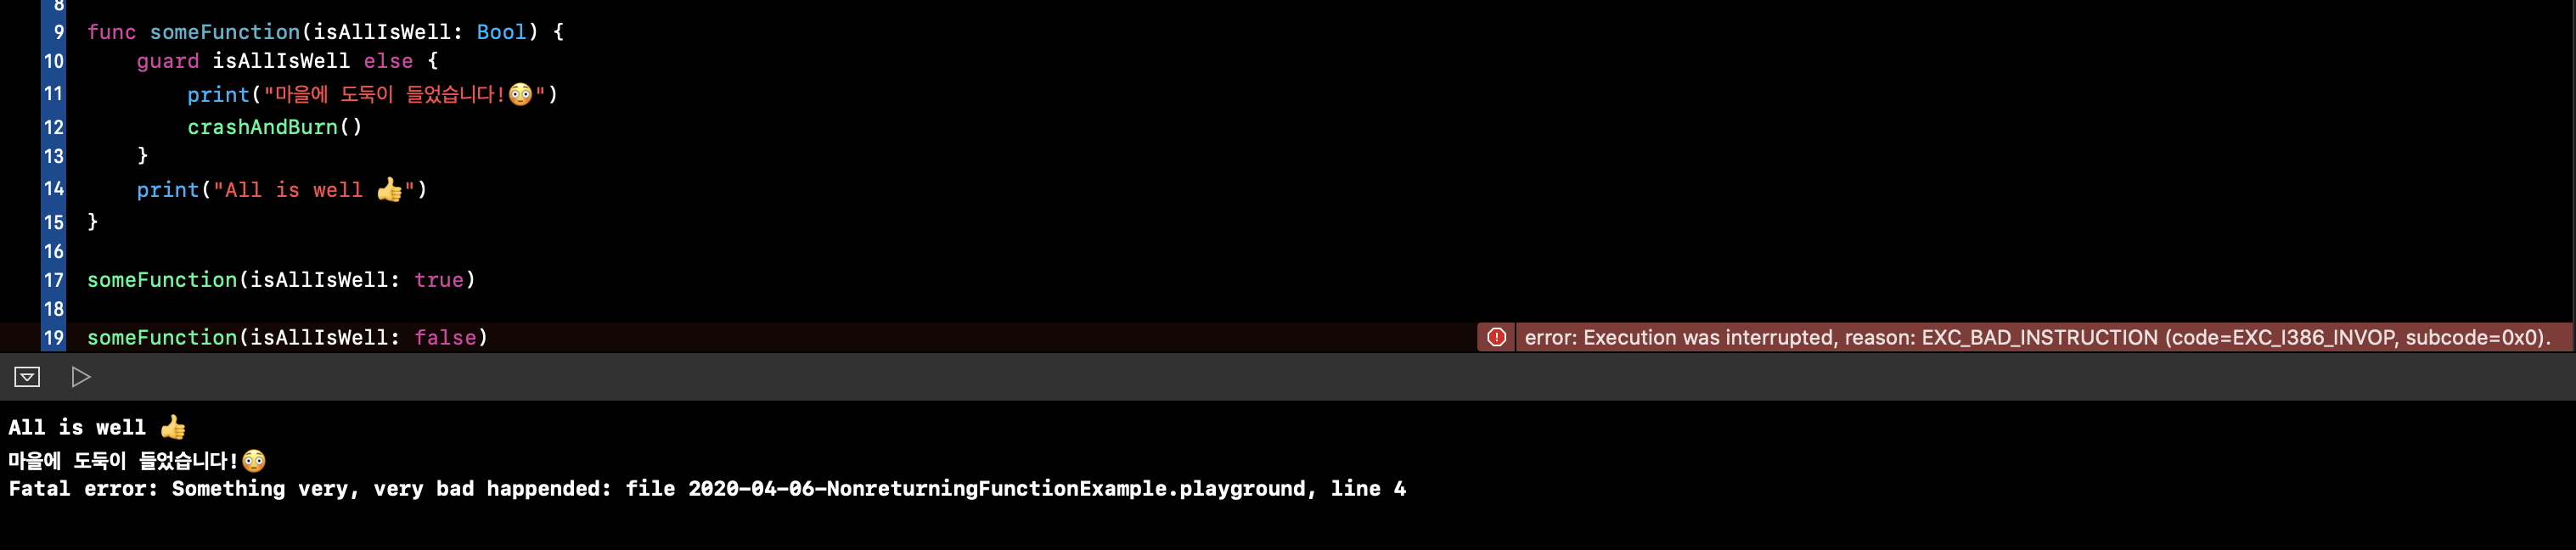 8
9 func someFunction(isAllIsWell: Bool) {
10 guard isAllIsWell else {
11 print("마을에 도둑이 들었습니다!😳")
12 crashAndBurn()
13 }
14 print("All is well 👍")
15 }
16
17 someFunction(isAllIsWell: true)
18
19 someFunction(isAllIsWell: false) error: Execution was interrupted, reason: EXC_BAD_INSTRUCTION (code=EXC_I386_INVOP, subcode=0x0).
All is well 👍
마을에 도둑이 들었습니다!😳
Fatal error: Something very, very bad happended: file 2020-04-06-NonreturningFunctionExample.playground, line 4